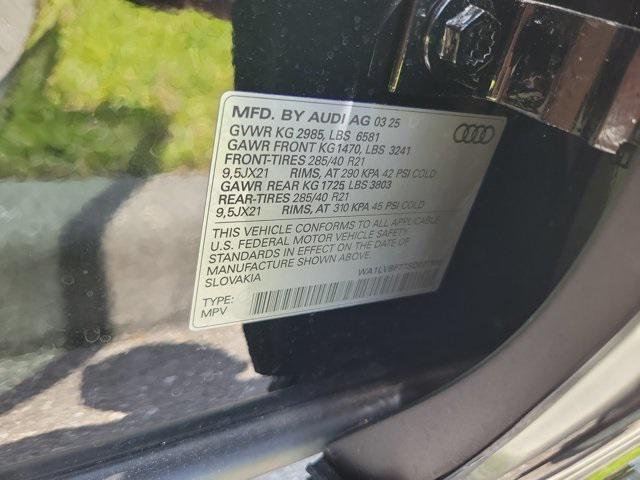 MFD. BY AUDI AG 03 25
GVWR KG 2985, LBS 6581
GAWR FRONT KG 1470, LBS 3241
FRONT-TIRES 285/40 R21
9,5JX21 RIMS, AT 290 KPA 42 PSI COLD
GAWR REAR KG 1725 LBS 3803
REAR-TIRES 285/40 R21
9,5JX21 RIMS, AT 310 KPA 45 PSI COLD
THIS VEHICLE CONFORMS TO ALL APPLICABLE
U.S. FEDERAL MOTOR VEHICLE SAFETY
STANDARDS IN EFFECT ON THE DATE OF
MANUFACTURE SHOWN ABOVE.
SLOVAKIA
TYPE:
MPV